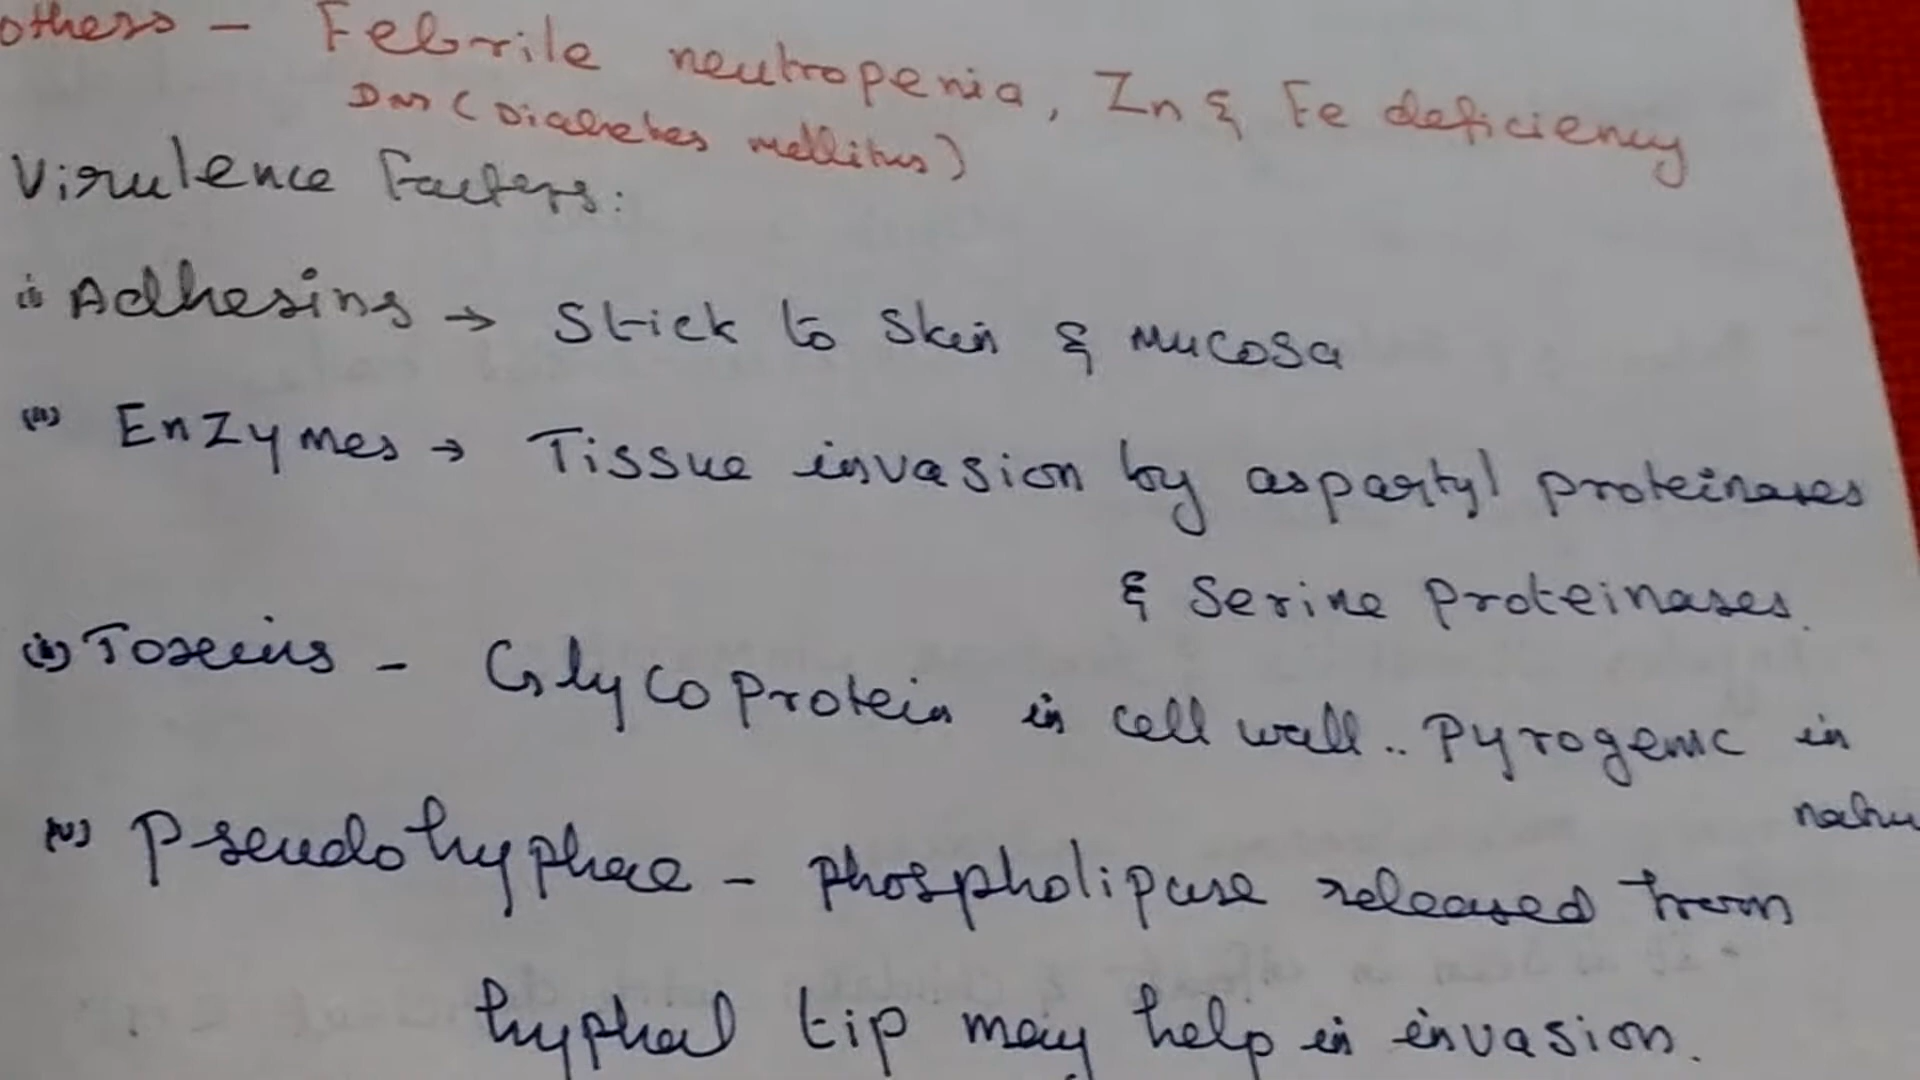 others - Febrile neutropenia, Zn & Fe deficiency
DM (Diabetes mellitus)
Virulence Factors:
(i) Adhesins → Stick to Skin & Mucosa
(ii) Enzymes → Tissue invasion by aspartyl proteinases
& Serine proteinases.
(iii) Toxins - Glycoprotein in cell wall.. Pyrogenic in
(iv) Pseudohyphae - phospholipase released from
hyphal tip may help in invasion.